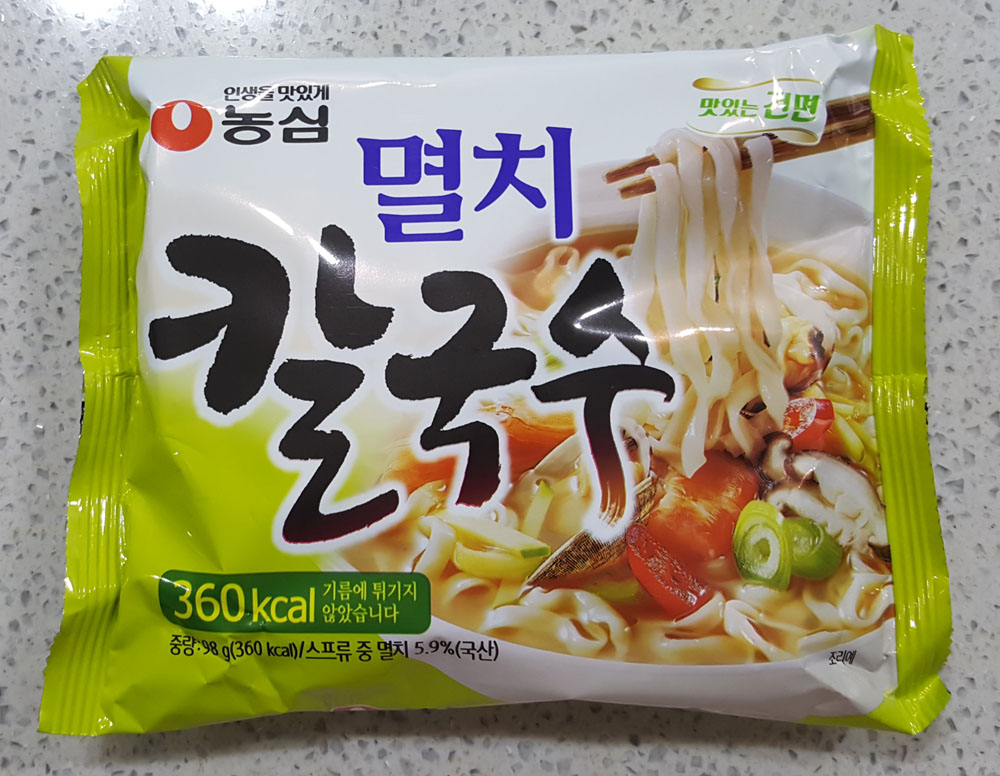 인생을 맛있게
농심
맛있는 건면
멸치
칼국수
360 kcal
기름에 튀기지
않았습니다
중량:98 g(360 kcal)/스프류 중 멸치 5.9%(국산)
조리예